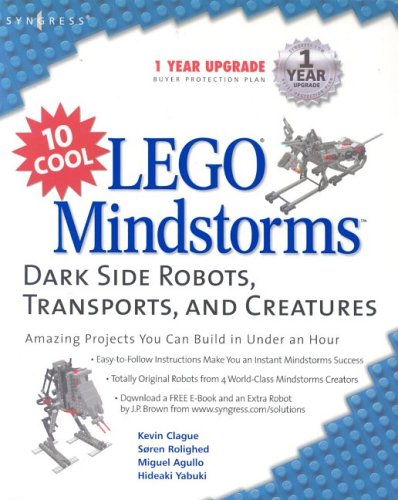 SYNGRESS
1 YEAR UPGRADE
BUYER PROTECTION PLAN
1
YEAR
UPGRADE
10
COOL
LEGO®
Mindstorms™
DARK SIDE ROBOTS,
TRANSPORTS, AND CREATURES
Amazing Projects You Can Build in Under an Hour
• Easy-to-Follow Instructions Make You an Instant Mindstorms Success
• Totally Original Robots from 4 World-Class Mindstorms Creators
• Download a FREE E-Book and an Extra Robot
by J.P. Brown from www.syngress.com/solutions
Kevin Clague
Søren Rolighed
Miguel Agullo
Hideaki Yabuki